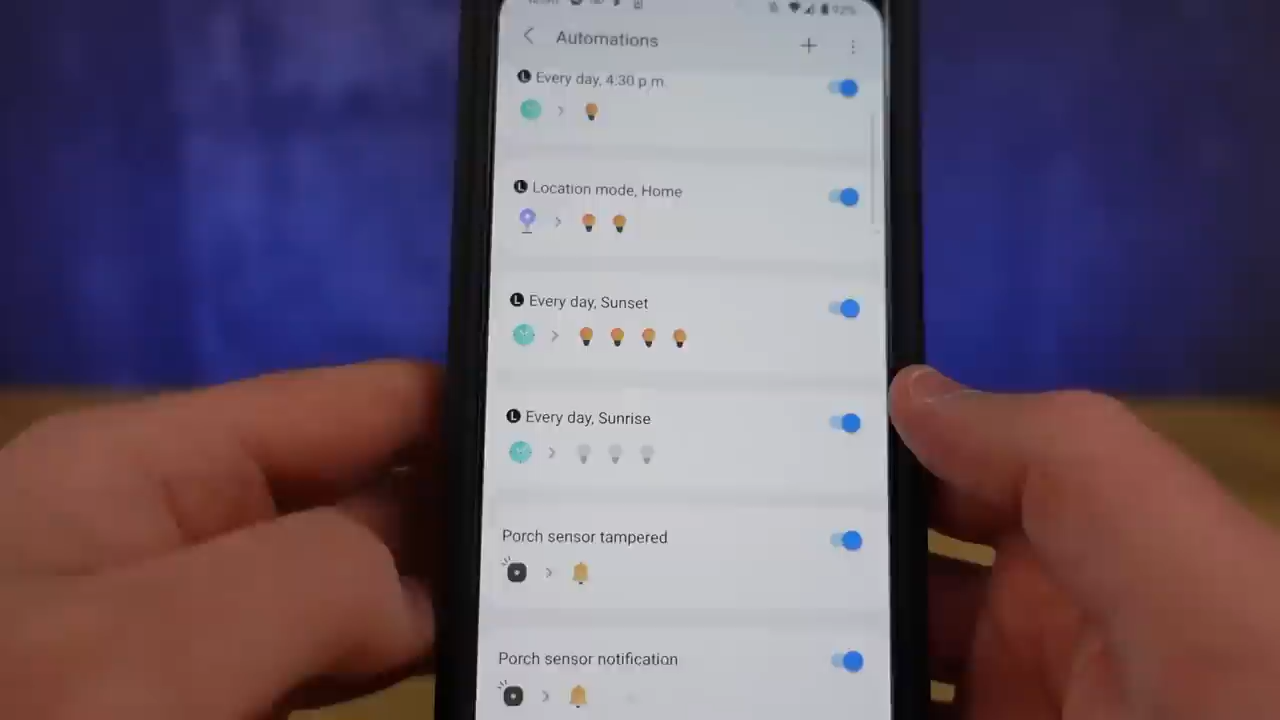 92%
Automations
L Every day, 4:30 p.m.
L Location mode, Home
L Every day, Sunset
L Every day, Sunrise
Porch sensor tampered
Porch sensor notification